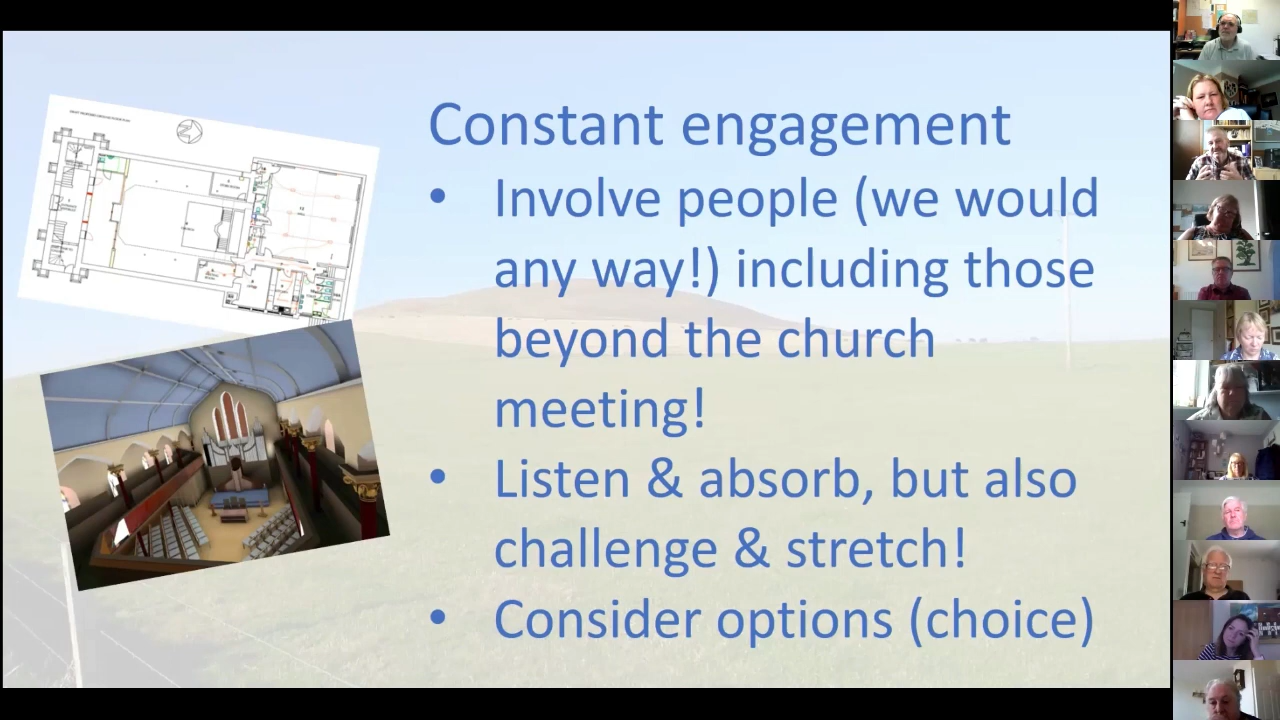 Constant engagement
• Involve people (we would
any way!) including those
beyond the church
meeting!
• Listen & absorb, but also
challenge & stretch!
• Consider options (choice)